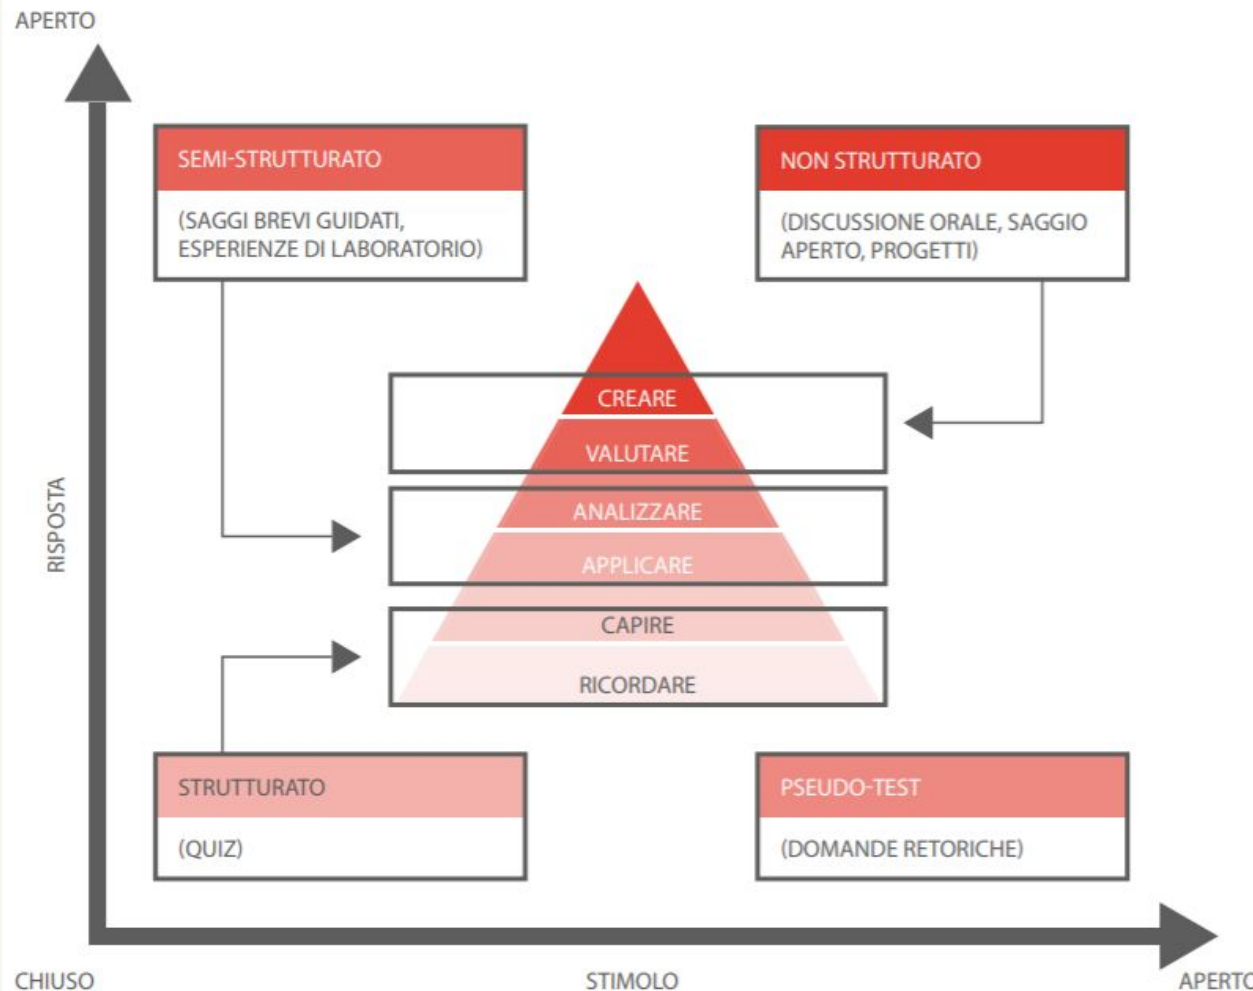 APERTO
SEMI-STRUTTURATO
(SAGGI BREVI GUIDATI,
ESPERIENZE DI LABORATORIO)
NON STRUTTURATO
(DISCUSSIONE ORALE, SAGGIO
APERTO, PROGETTI)
CREARE
VALUTARE
ANALIZZARE
APPLICARE
CAPIRE
RICORDARE
RISPOSTA
STRUTTURATO
(QUIZ)
PSEUDO-TEST
(DOMANDE RETORICHE)
CHIUSO
STIMOLO
APERTO